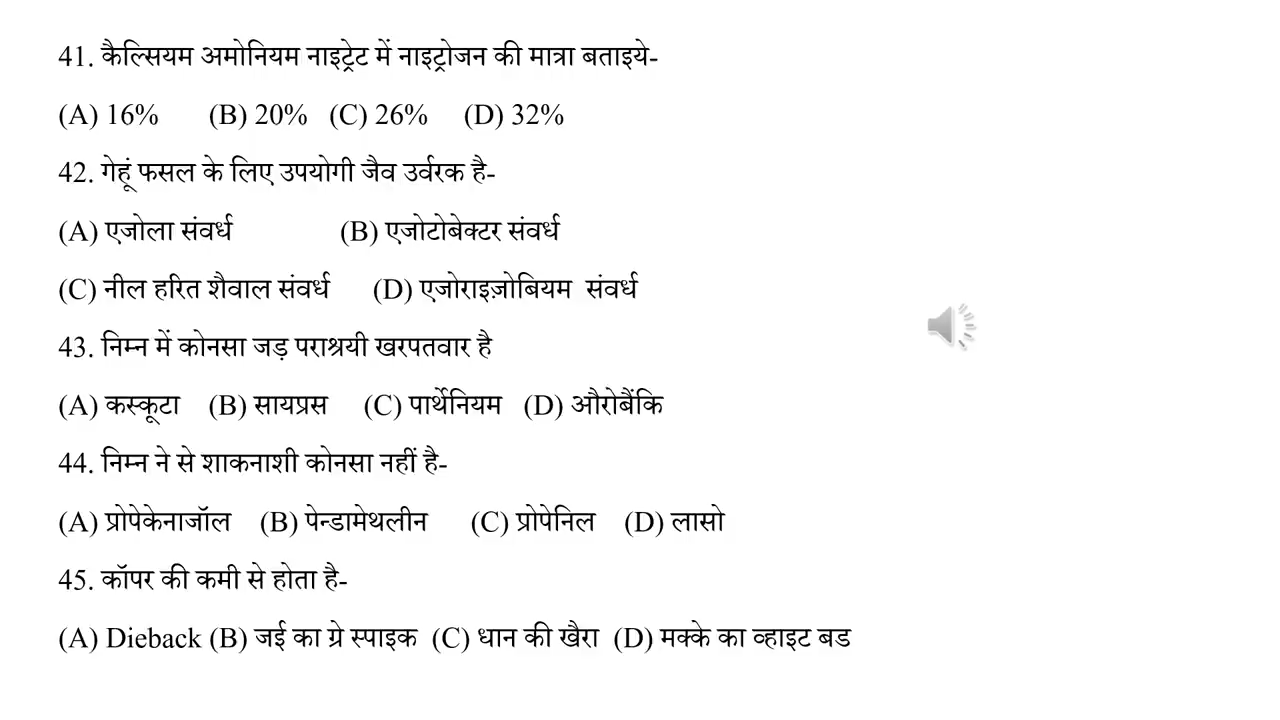 41. कैल्सियम अमोनियम नाइट्रेट में नाइट्रोजन की मात्रा बताइये-
(A) 16% (B) 20% (C) 26% (D) 32%
42. गेहूं फसल के लिए उपयोगी जैव उर्वरक है-
(A) एजोला संवर्ध (B) एजोटोबेक्टर संवर्ध
(C) नील हरित शैवाल संवर्ध (D) एजोराइज़ोबियम संवर्ध
43. निम्न में कोनसा जड़ पराश्रयी खरपतवार है
(A) कस्कूटा (B) सायप्रस (C) पार्थेनियम (D) औरोबैंकि
44. निम्न ने से शाकनाशी कोनसा नहीं है-
(A) प्रोपेकेनाजॉल (B) पेन्डामेथलीन (C) प्रोपेनिल (D) लासो
45. कॉपर की कमी से होता है-
(A) Dieback (B) जई का ग्रे स्पाइक (C) धान की खैरा (D) मक्के का व्हाइट बड